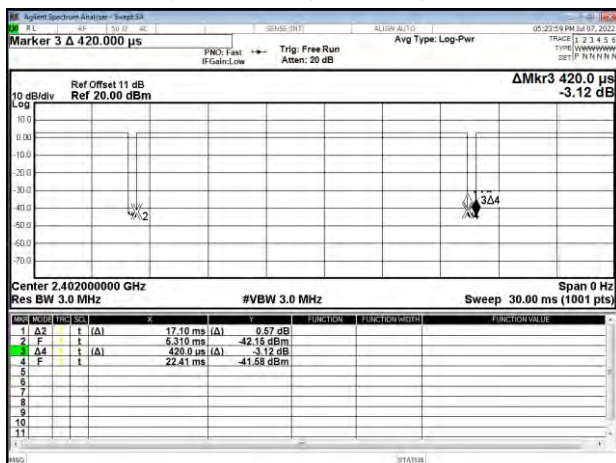 Agilent Spectrum Analyzer - Swept SA
RL RF 50 Ω AC SENSE:INT ALIGN AUTO 05:23:59 PM Jul 07, 2022
Marker 3 Δ 420.000 µs
PNO: Fast
IFGain:Low
Trig: Free Run
Atten: 20 dB
Avg Type: Log-Pwr
TRACE 1 2 3 4 5 6
TYPE WWWWWW
DET P N N N N N
ΔMkr3 420.0 µs
-3.12 dB
Ref Offset 11 dB
10 dB/div Ref 20.00 dBm
Log
10.0
0.00
-10.0
-20.0
-30.0
-40.0
-50.0
-60.0
-70.0
2
3Δ4
Center 2.402000000 GHz Span 0 Hz
Res BW 3.0 MHz #VBW 3.0 MHz Sweep 30.00 ms (1001 pts)
MKR MODE TRC SCL X Y FUNCTION FUNCTION WIDTH FUNCTION VALUE
1 Δ2 1 t (Δ) 17.10 ms (Δ) 0.57 dB
2 F 1 t 5.310 ms -42.15 dBm
3 Δ4 1 t (Δ) 420.0 µs (Δ) -3.12 dB
4 F 1 t 22.41 ms -41.58 dBm
5
6
7
8
9
10
11
MSG STATUS